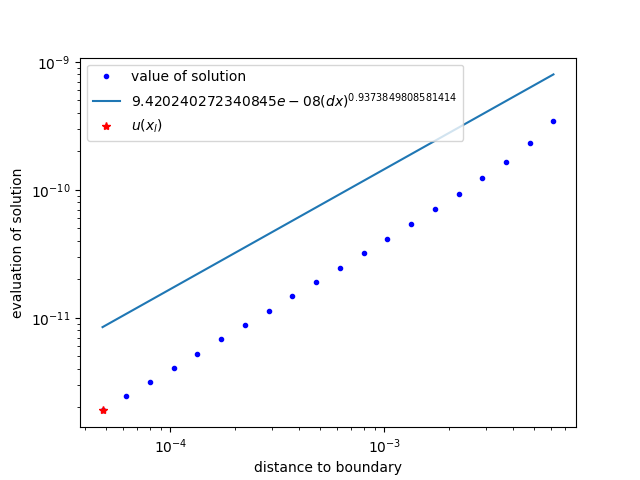 10⁻⁹
value of solution
9.420240272340845e − 08(dx)^0.9373849808581414
u(x_l)
10⁻¹⁰
evaluation of solution
10⁻¹¹
10⁻⁴
10⁻³
distance to boundary